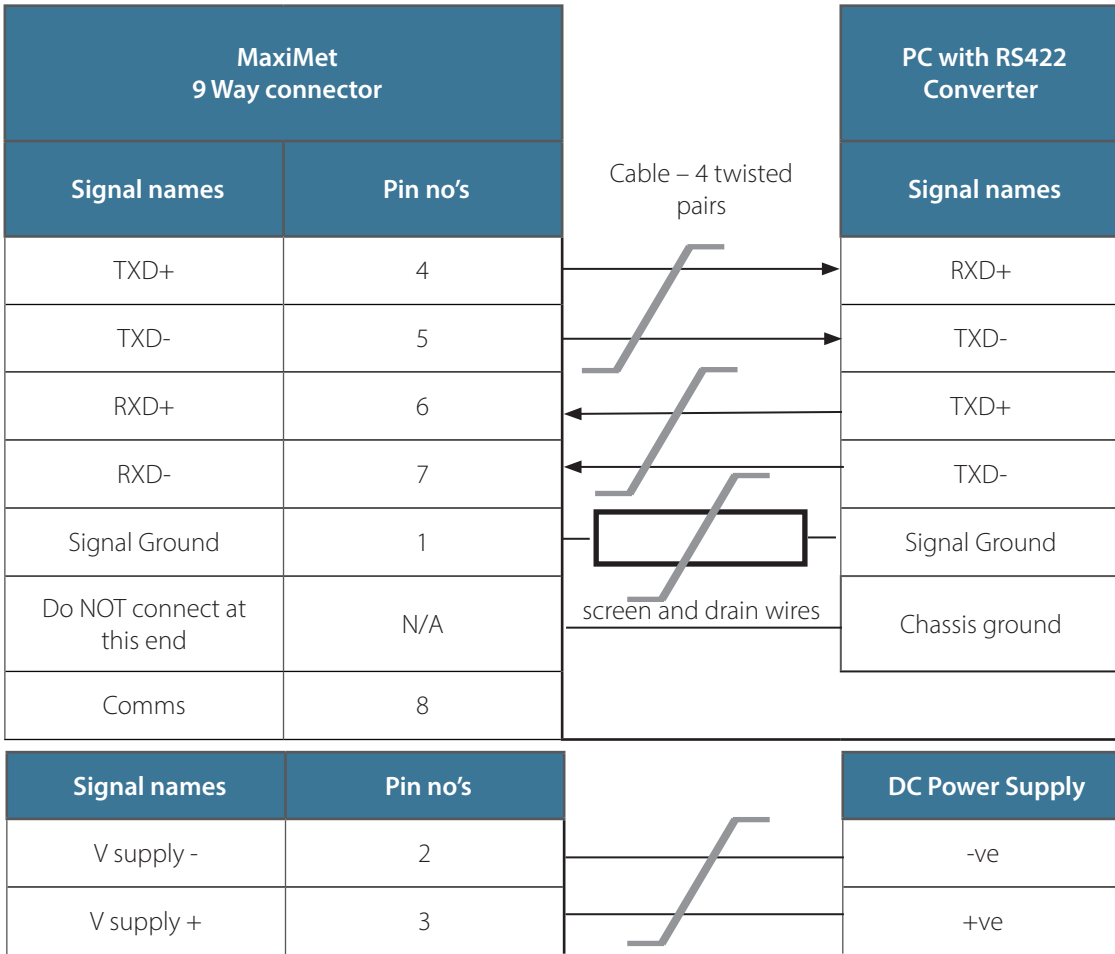 MaxiMet
9 Way connector
PC with RS422
Converter
Signal names Pin no's
Cable – 4 twisted
pairs
Signal names
TXD+ 4 RXD+
TXD- 5 TXD-
RXD+ 6 TXD+
RXD- 7 TXD-
Signal Ground 1 Signal Ground
Do NOT connect at
this end
N/A
screen and drain wires
Chassis ground
Comms 8
Signal names Pin no's DC Power Supply
V supply - 2 -ve
V supply + 3 +ve